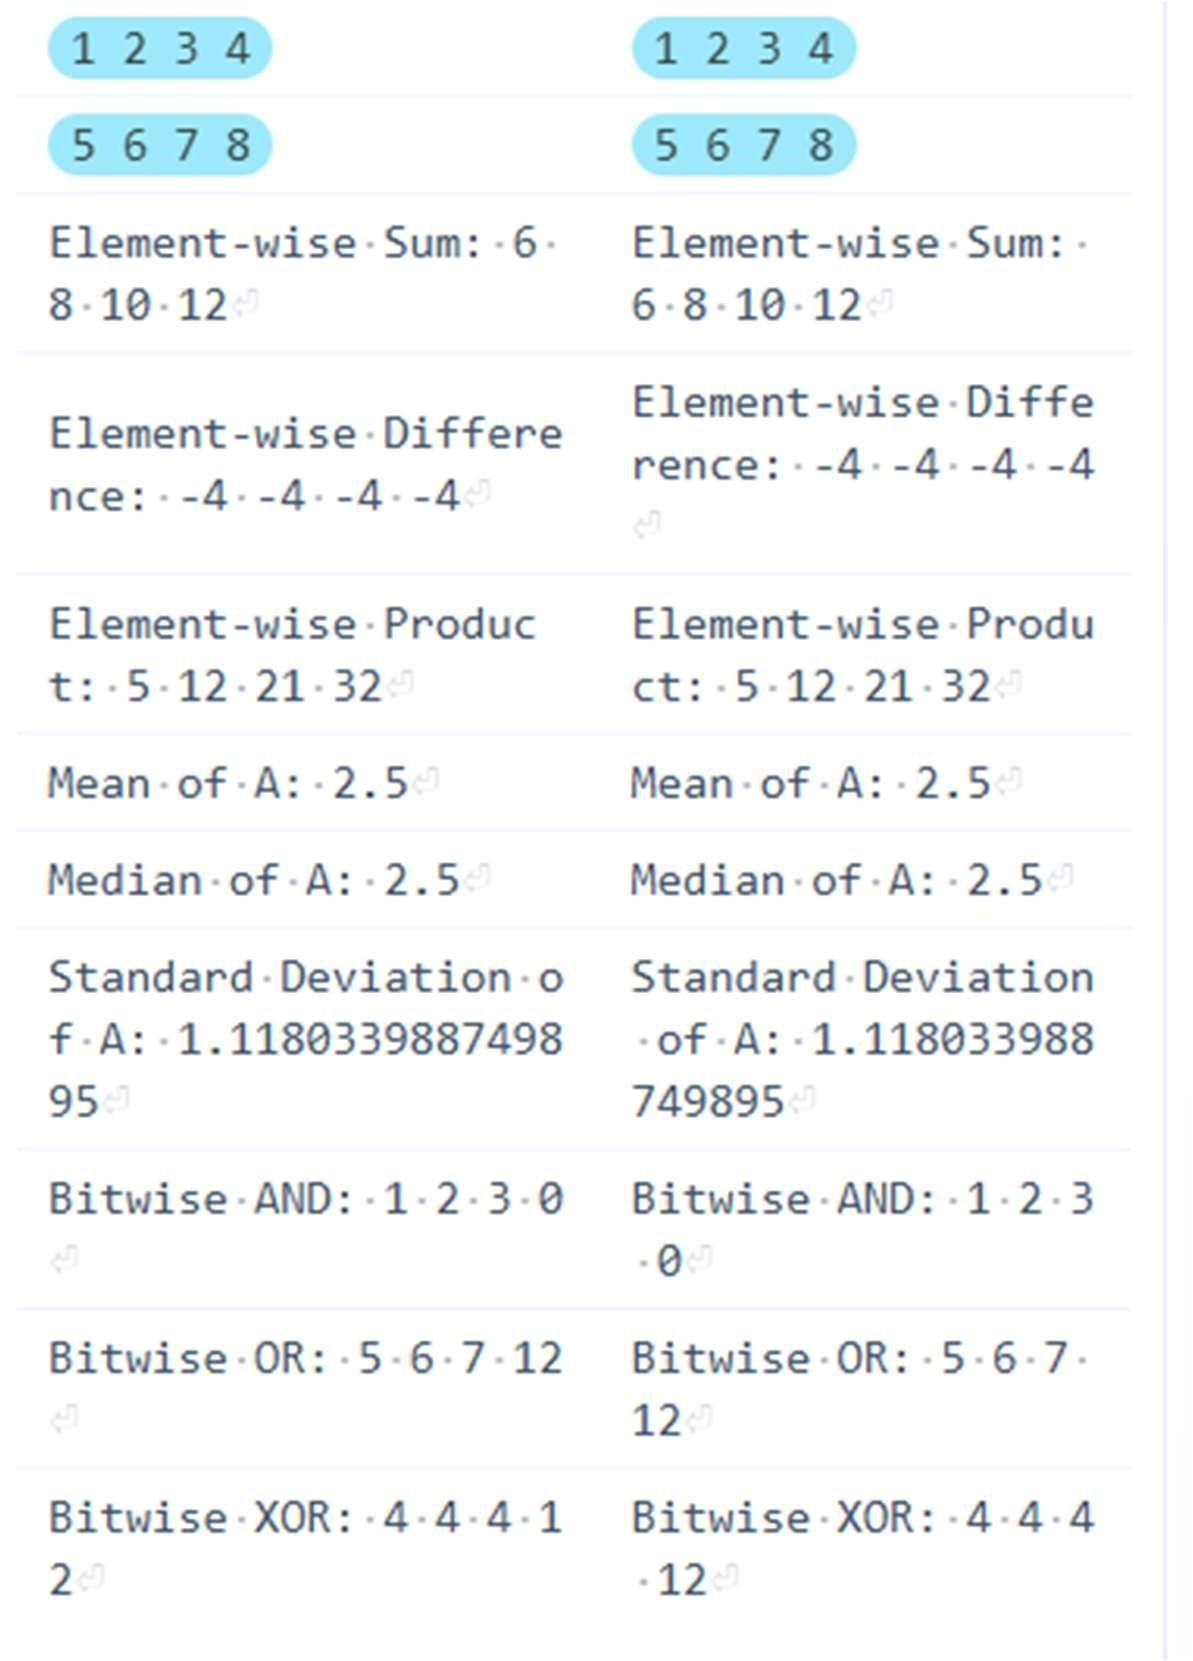 1 2 3 4
1 2 3 4
5 6 7 8
5 6 7 8
Element-wise·Sum:·6·
8·10·12⏎
Element-wise·Sum:·
6·8·10·12⏎
Element-wise·Differe
nce:·-4·-4·-4·-4⏎
Element-wise·Diffe
rence:·-4·-4·-4·-4
⏎
Element-wise·Produc
t:·5·12·21·32⏎
Element-wise·Produ
ct:·5·12·21·32⏎
Mean·of·A:·2.5⏎
Mean·of·A:·2.5⏎
Median·of·A:·2.5⏎
Median·of·A:·2.5⏎
Standard·Deviation·o
f·A:·1.1180339887498
95⏎
Standard·Deviation
·of·A:·1.118033988
749895⏎
Bitwise·AND:·1·2·3·0
⏎
Bitwise·AND:·1·2·3
·0⏎
Bitwise·OR:·5·6·7·12
⏎
Bitwise·OR:·5·6·7·
12⏎
Bitwise·XOR:·4·4·4·1
2⏎
Bitwise·XOR:·4·4·4
·12⏎